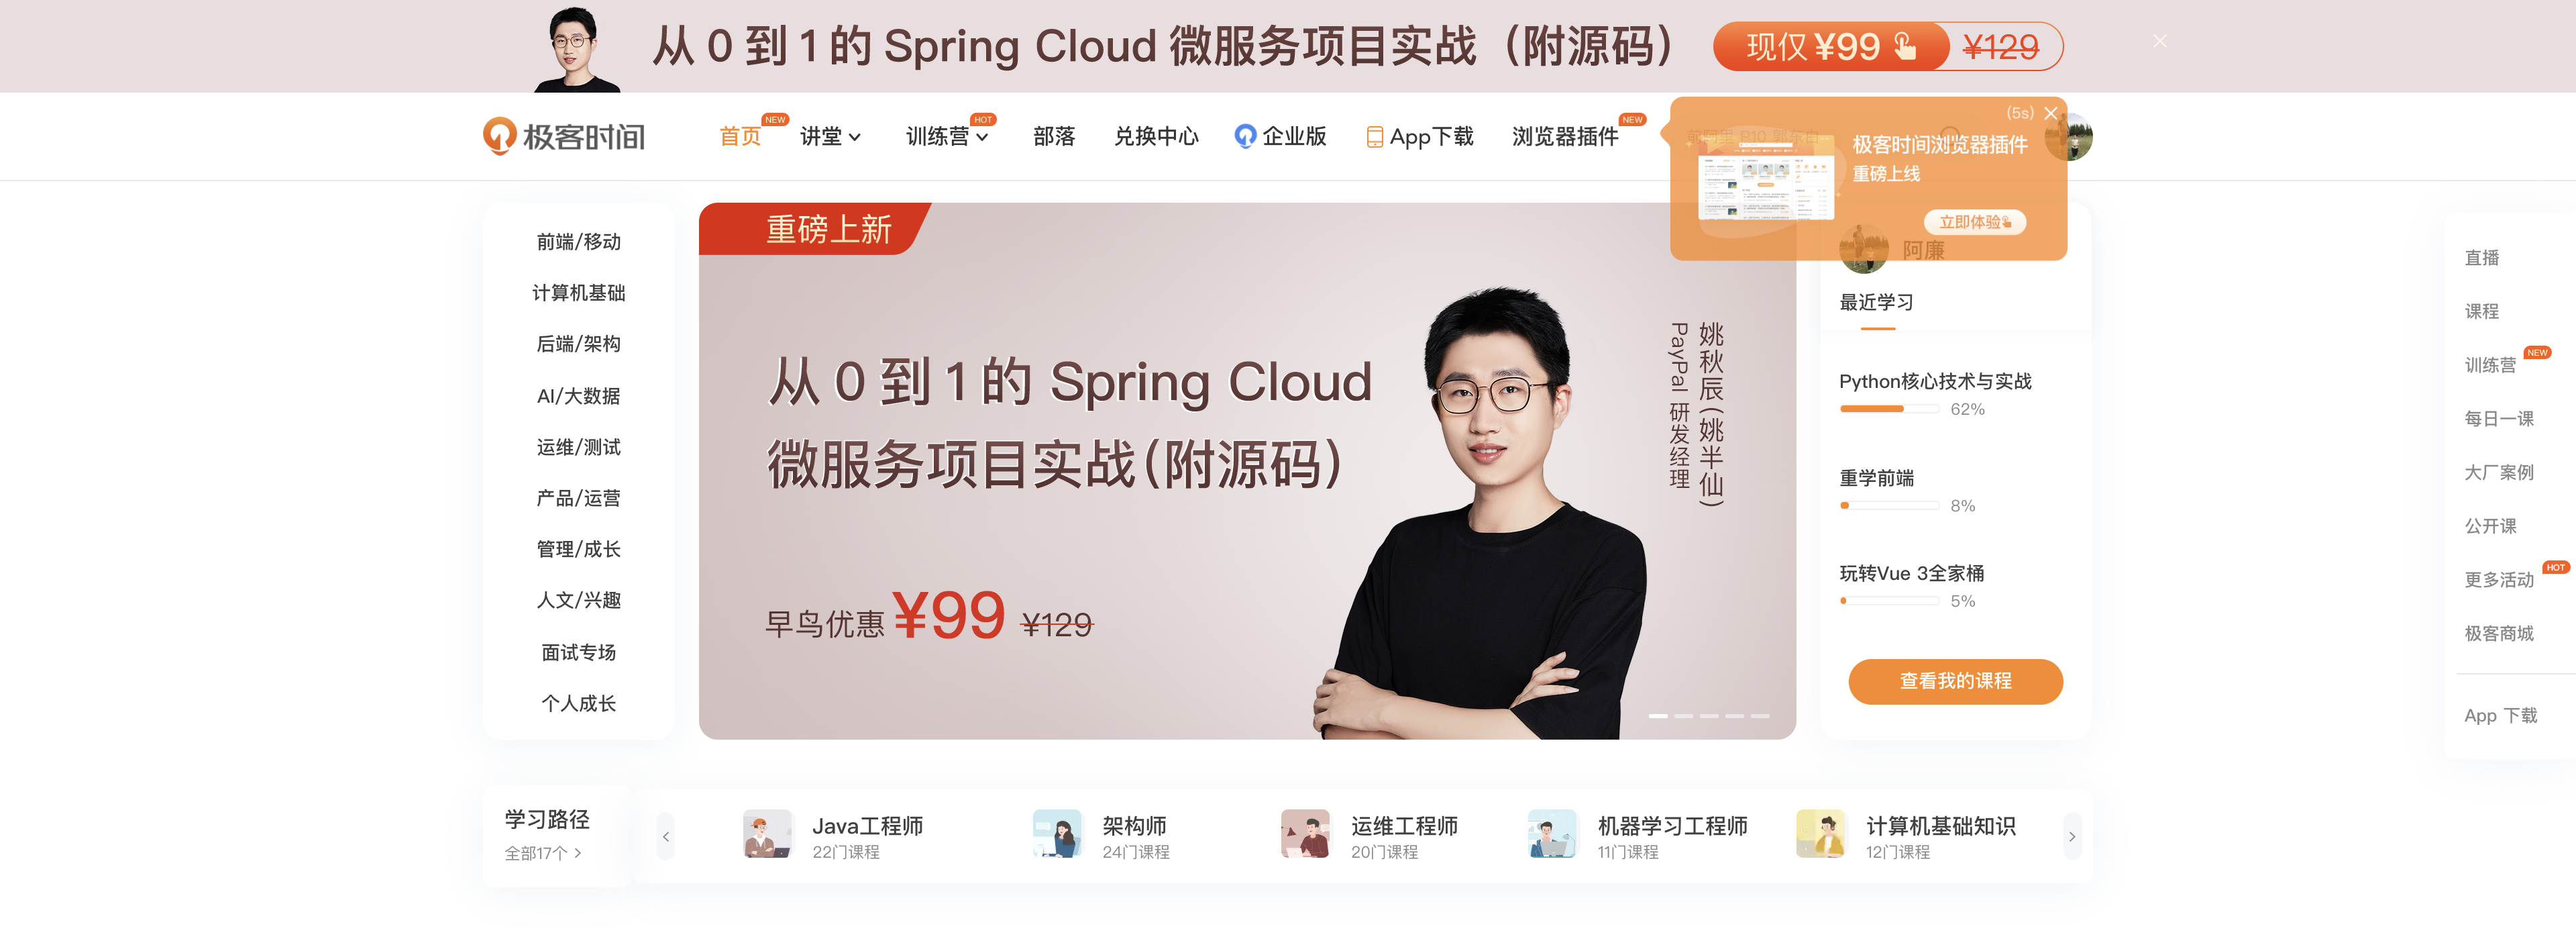 从 0 到 1 的 Spring Cloud 微服务项目实战（附源码）
现仅 ¥99
¥129
极客时间
首页
NEW
讲堂
训练营
HOT
部落
兑换中心
企业版
App下载
浏览器插件
NEW
(5s)
极客时间浏览器插件
重磅上线
立即体验
前端/移动
计算机基础
后端/架构
AI/大数据
运维/测试
产品/运营
管理/成长
人文/兴趣
面试专场
个人成长
重磅上新
从 0 到 1 的 Spring Cloud
微服务项目实战(附源码)
早鸟优惠 ¥99 ¥129
姚秋辰(姚半仙)
PayPal 研发经理
阿廉
最近学习
Python核心技术与实战
62%
重学前端
8%
玩转Vue 3全家桶
5%
查看我的课程
直播
课程
训练营
NEW
每日一课
大厂案例
公开课
更多活动
HOT
极客商城
App 下载
学习路径
全部17个 >
Java工程师
22门课程
架构师
24门课程
运维工程师
20门课程
机器学习工程师
11门课程
计算机基础知识
12门课程